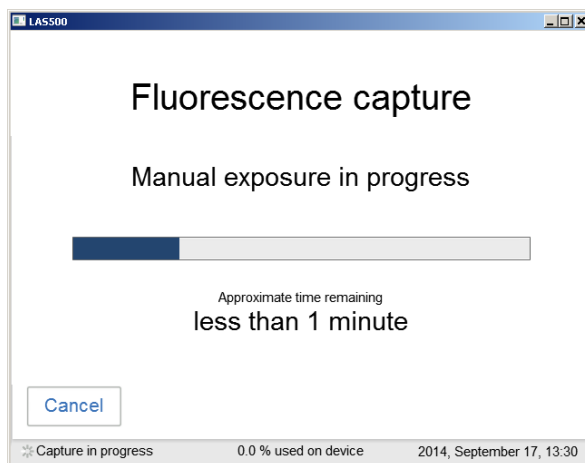 LAS500
Fluorescence capture
Manual exposure in progress
Approximate time remaining
less than 1 minute
Cancel
Capture in progress
0.0 % used on device
2014, September 17, 13:30